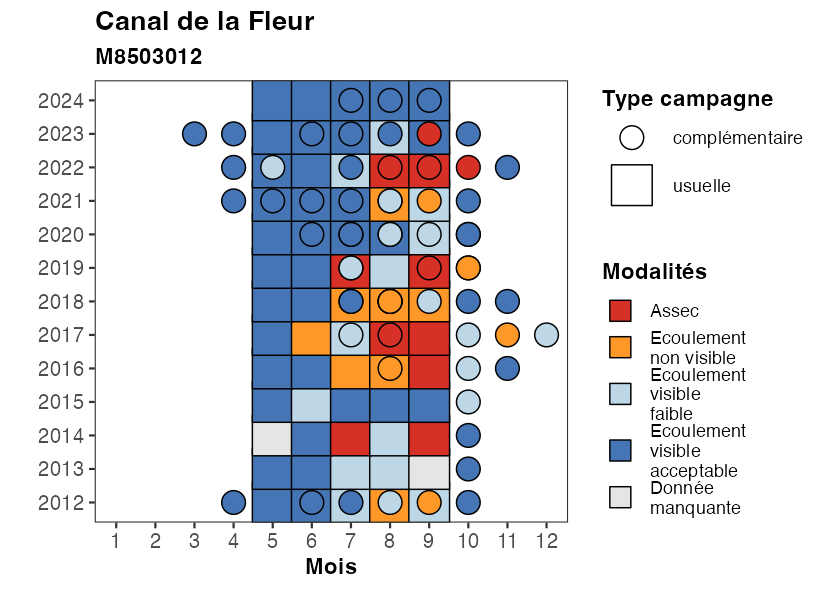 Canal de la Fleur
M8503012
2024
2023
2022
2021
2020
2019
2018
2017
2016
2015
2014
2013
2012
1 2 3 4 5 6 7 8 9 10 11 12
Mois
Type campagne
complémentaire
usuelle
Modalités
Assec
Ecoulement
non visible
Ecoulement
visible
faible
Ecoulement
visible
acceptable
Donnée
manquante